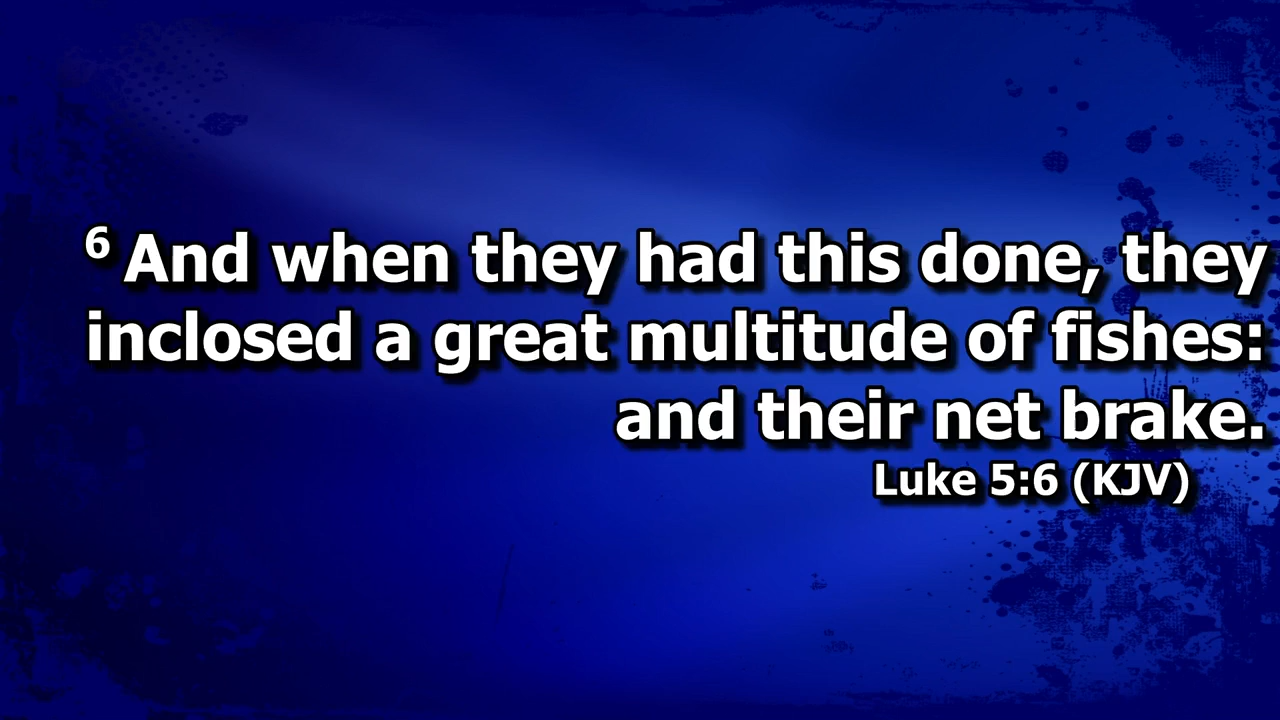 6 And when they had this done, they
inclosed a great multitude of fishes:
and their net brake.
Luke 5:6 (KJV)